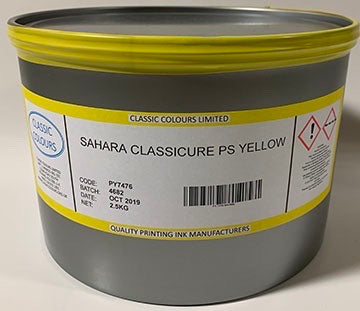 CLASSIC COLOURS LIMITED
CLASSIC
COLOURS
SAHARA CLASSICURE PS YELLOW
CODE: PY7476
BATCH: 4682
DATE: OCT 2019
NET: 2.5KG
QUALITY PRINTING INK MANUFACTURERS